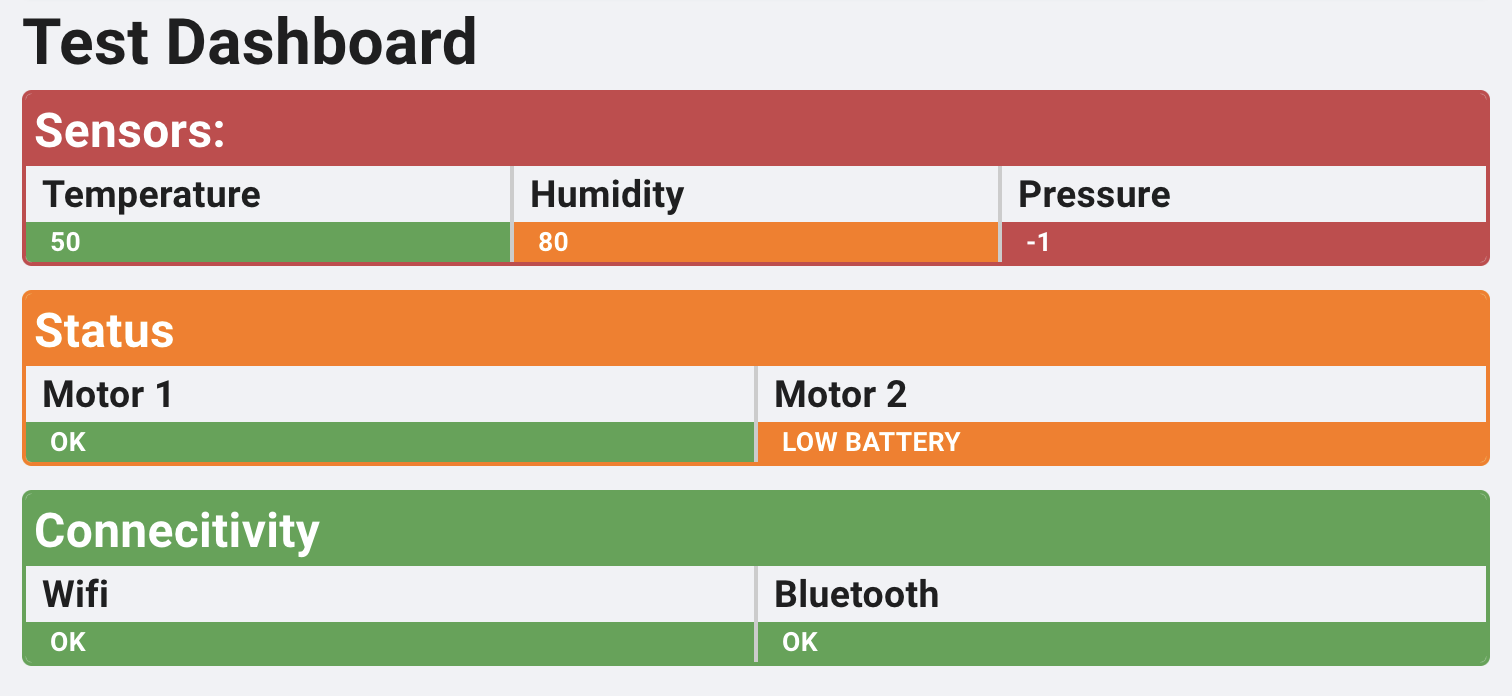 Test Dashboard
Sensors:
Temperature Humidity Pressure
50 80 -1
Status
Motor 1 Motor 2
OK LOW BATTERY
Connecitivity
Wifi Bluetooth
OK OK